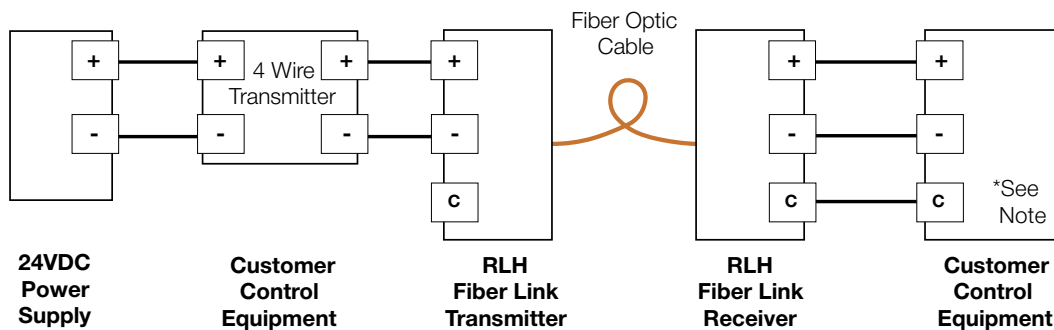 Fiber Optic
Cable
+ + + + + +
4 Wire
Transmitter
- - - - - -
C C C
*See
Note
24VDC
Power
Supply
Customer
Control
Equipment
RLH
Fiber Link
Transmitter
RLH
Fiber Link
Receiver
Customer
Control
Equipment